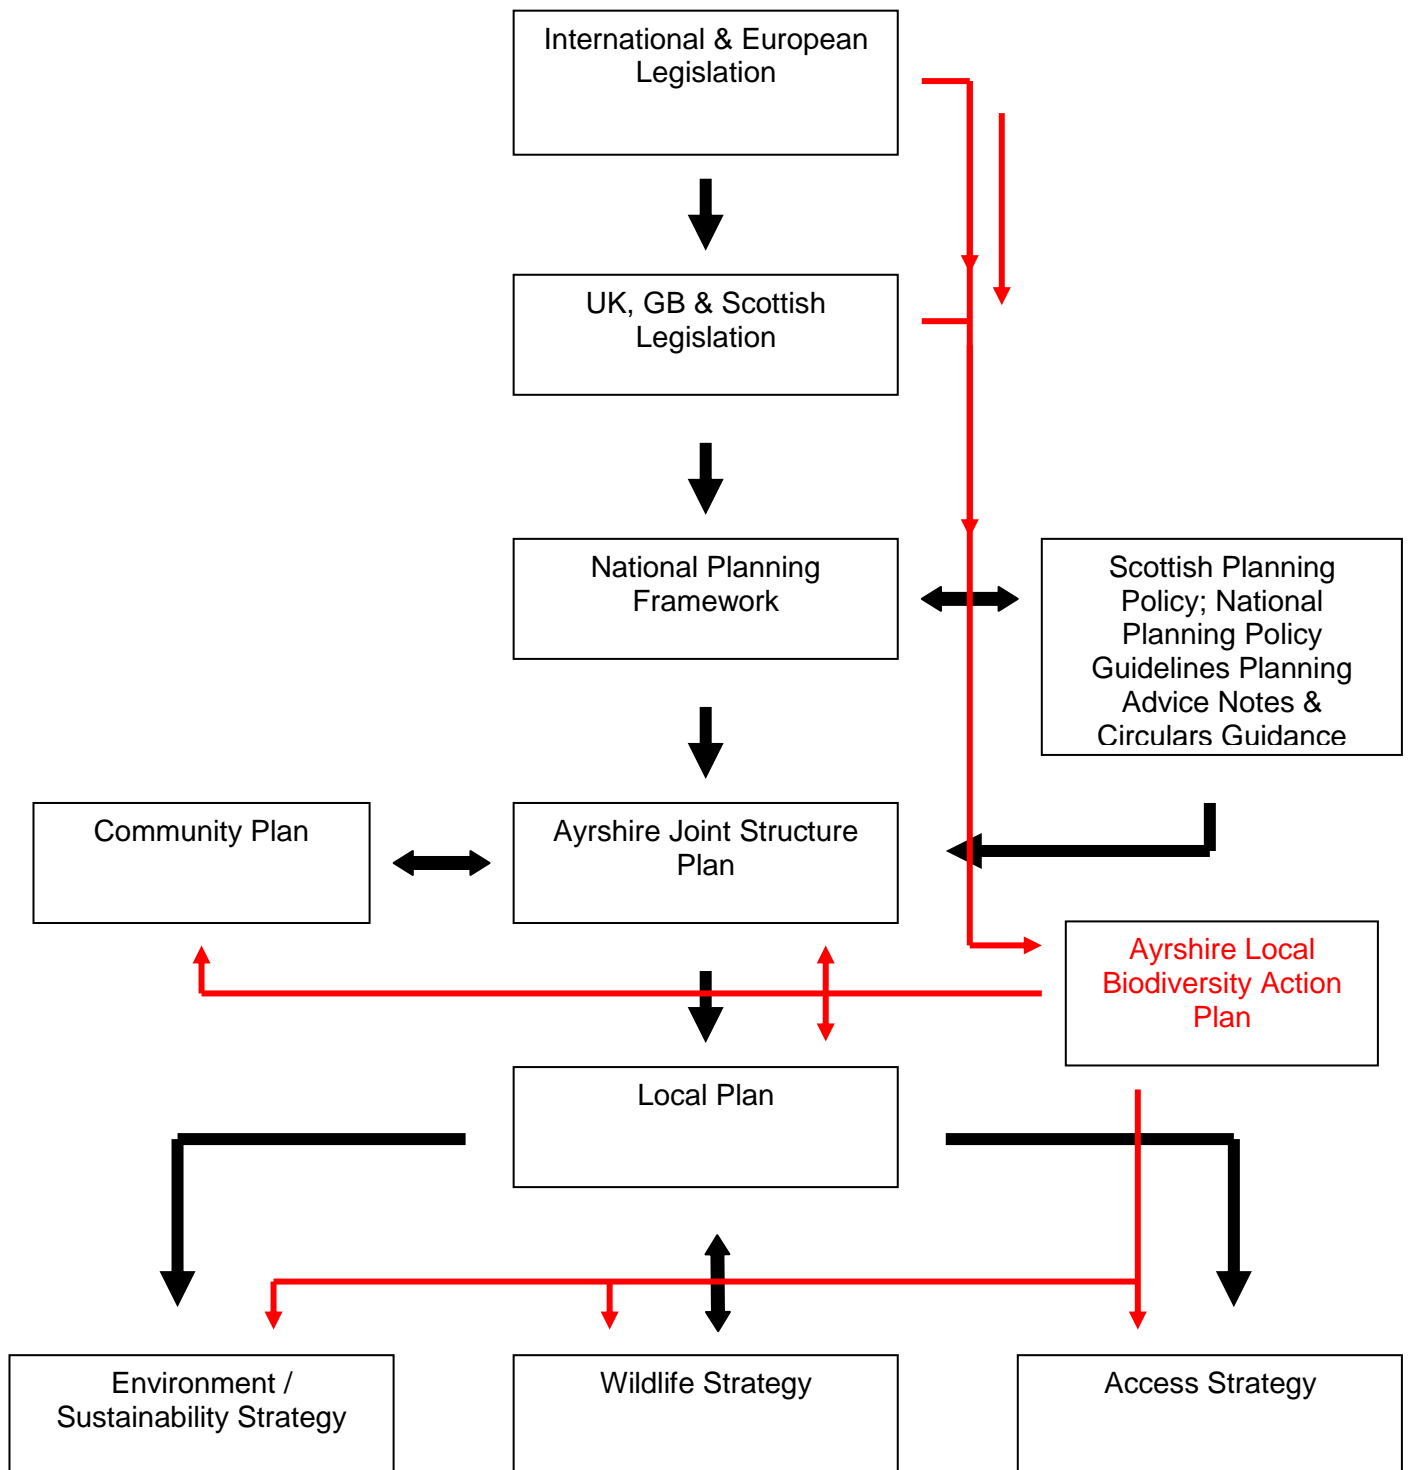 International & European
Legislation
UK, GB & Scottish
Legislation
National Planning
Framework
Scottish Planning
Policy; National
Planning Policy
Guidelines Planning
Advice Notes &
Circulars Guidance
Community Plan
Ayrshire Joint Structure
Plan
Ayrshire Local
Biodiversity Action
Plan
Local Plan
Environment /
Sustainability Strategy
Wildlife Strategy
Access Strategy